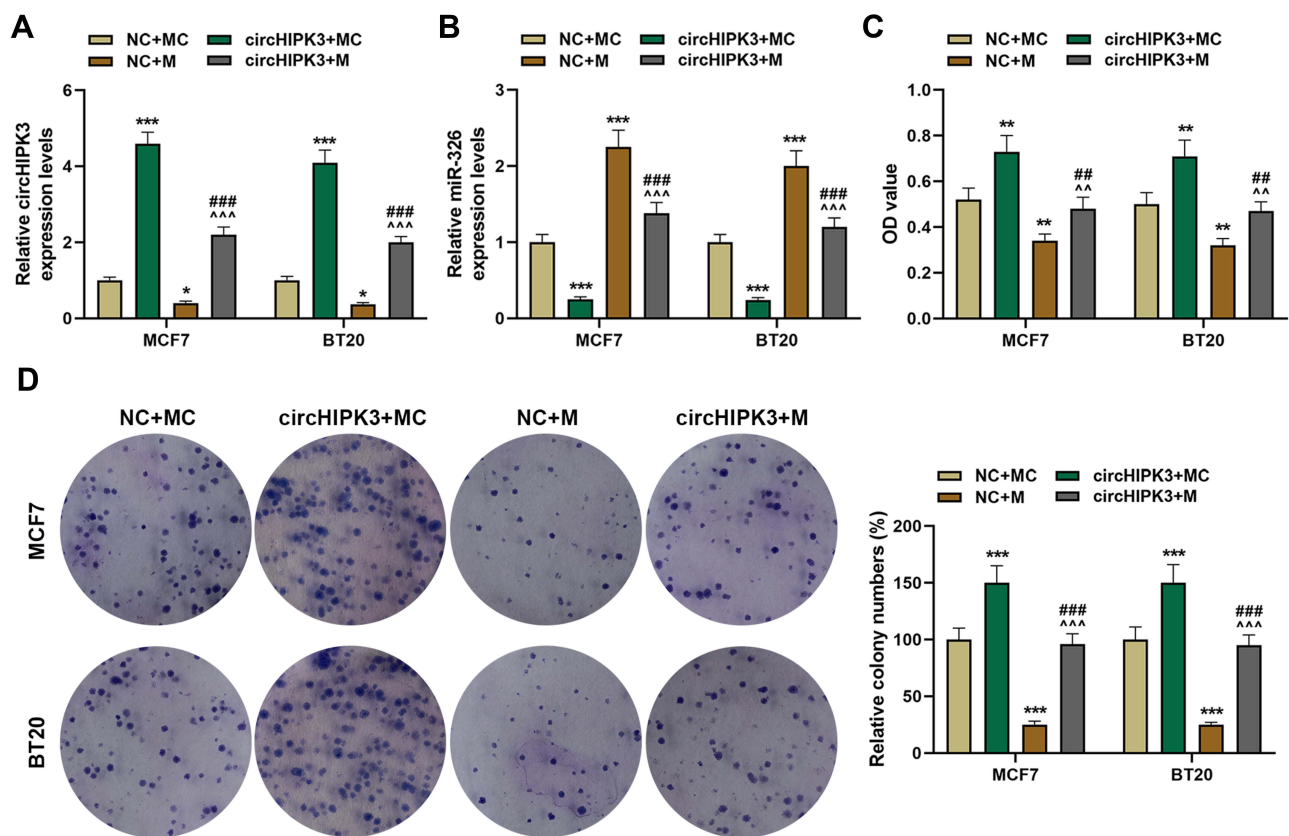 A
NC+MC circHIPK3+MC
NC+M circHIPK3+M
Relative circHIPK3
expression levels
6
4
2
0
***
*
###
^^^
***
*
###
^^^
MCF7 BT20
B
NC+MC circHIPK3+MC
NC+M circHIPK3+M
Relative miR-326
expression levels
3
2
1
0
***
***
###
^^^
***
***
###
^^^
MCF7 BT20
C
NC+MC circHIPK3+MC
NC+M circHIPK3+M
OD value
1.0
0.8
0.6
0.4
0.2
0.0
**
**
##
^^
**
**
##
^^
MCF7 BT20
D
NC+MC circHIPK3+MC NC+M circHIPK3+M
MCF7
BT20
NC+MC circHIPK3+MC
NC+M circHIPK3+M
Relative colony numbers (%)
200
150
100
50
0
***
***
###
^^^
***
***
###
^^^
MCF7 BT20